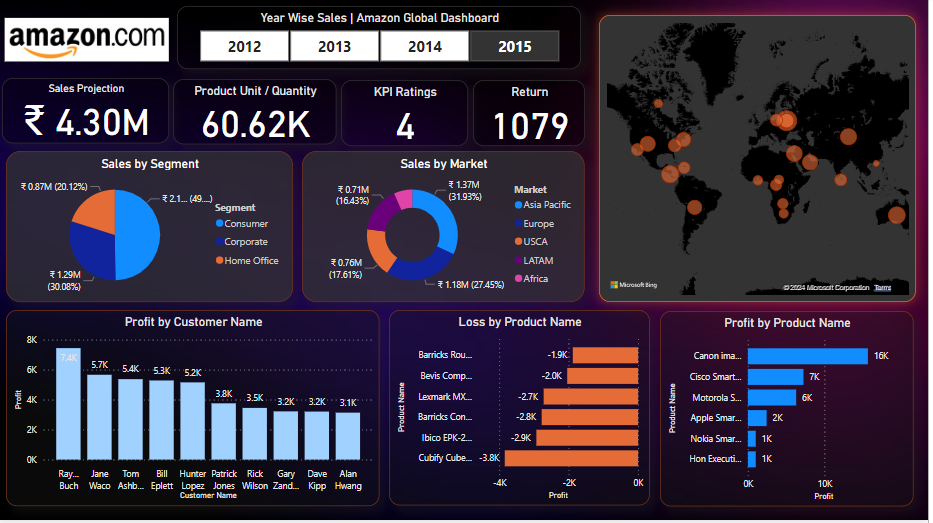 amazon.com
Year Wise Sales | Amazon Global Dashboard
2012
2013
2014
2015
Sales Projection
₹ 4.30M
Product Unit / Quantity
60.62K
KPI Ratings
4
Return
1079
Sales by Segment
₹ 0.87M (20.12%)
₹ 2.1... (49....)
₹ 1.29M
(30.08%)
Segment
Consumer
Corporate
Home Office
Sales by Market
₹ 0.71M
(16.43%)
₹ 1.37M
(31.93%)
₹ 0.76M
(17.61%)
₹ 1.18M (27.45%)
Market
Asia Pacific
Europe
USCA
LATAM
Africa
Microsoft Bing
© 2024 Microsoft Corporation Terms
Profit by Customer Name
Profit
8K
6K
4K
2K
0K
7.4K
5.7K
5.4K
5.3K
5.2K
3.8K
3.5K
3.2K
3.2K
3.1K
Ray... Buch
Jane Waco
Tom Ashb...
Bill Eplett
Hunter Lopez
Patrick Jones
Rick Wilson
Gary Zand...
Dave Kipp
Alan Hwang
Customer Name
Loss by Product Name
Product Name
Barricks Rou... -1.9K
Bevis Comp... -2.0K
Lexmark MX... -2.7K
Barricks Con... -2.8K
Ibico EPK-2... -2.9K
Cubify Cube... -3.8K
-4K -2K 0K
Profit
Profit by Product Name
Product Name
Canon ima... 16K
Cisco Smart... 7K
Motorola S... 6K
Apple Smar... 2K
Nokia Smar... 1K
Hon Executi... 1K
0K 10K
Profit